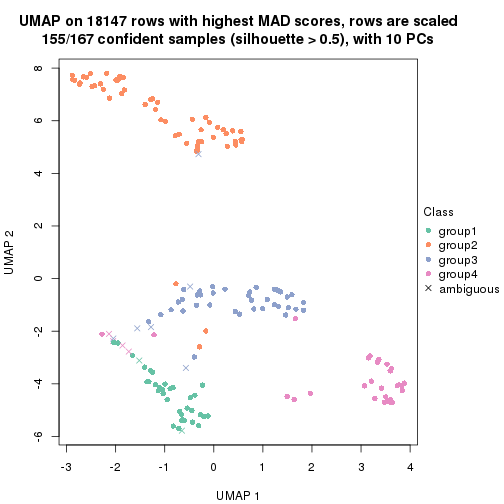 UMAP on 18147 rows with highest MAD scores, rows are scaled
155/167 confident samples (silhouette > 0.5), with 10 PCs
8
6
4
2
0
-2
-4
-6
UMAP 2
-3
-2
-1
0
1
2
3
4
UMAP 1
Class
group1
group2
group3
group4
ambiguous